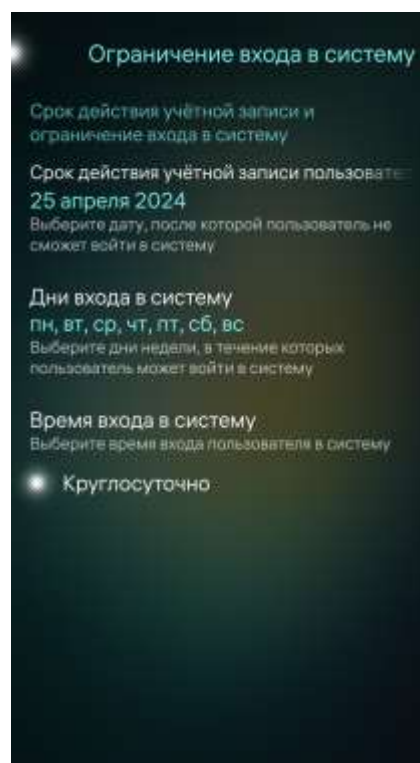 Ограничение входа в систему
Срок действия учётной записи и
ограничение входа в систему
Срок действия учётной записи пользовате
25 апреля 2024
Выберите дату, после которой пользователь не
сможет войти в систему
Дни входа в систему
пн, вт, ср, чт, пт, сб, вс
Выберите дни недели, в течение которых
пользователь может войти в систему
Время входа в систему
Выберите время входа пользователя в систему
Круглосуточно